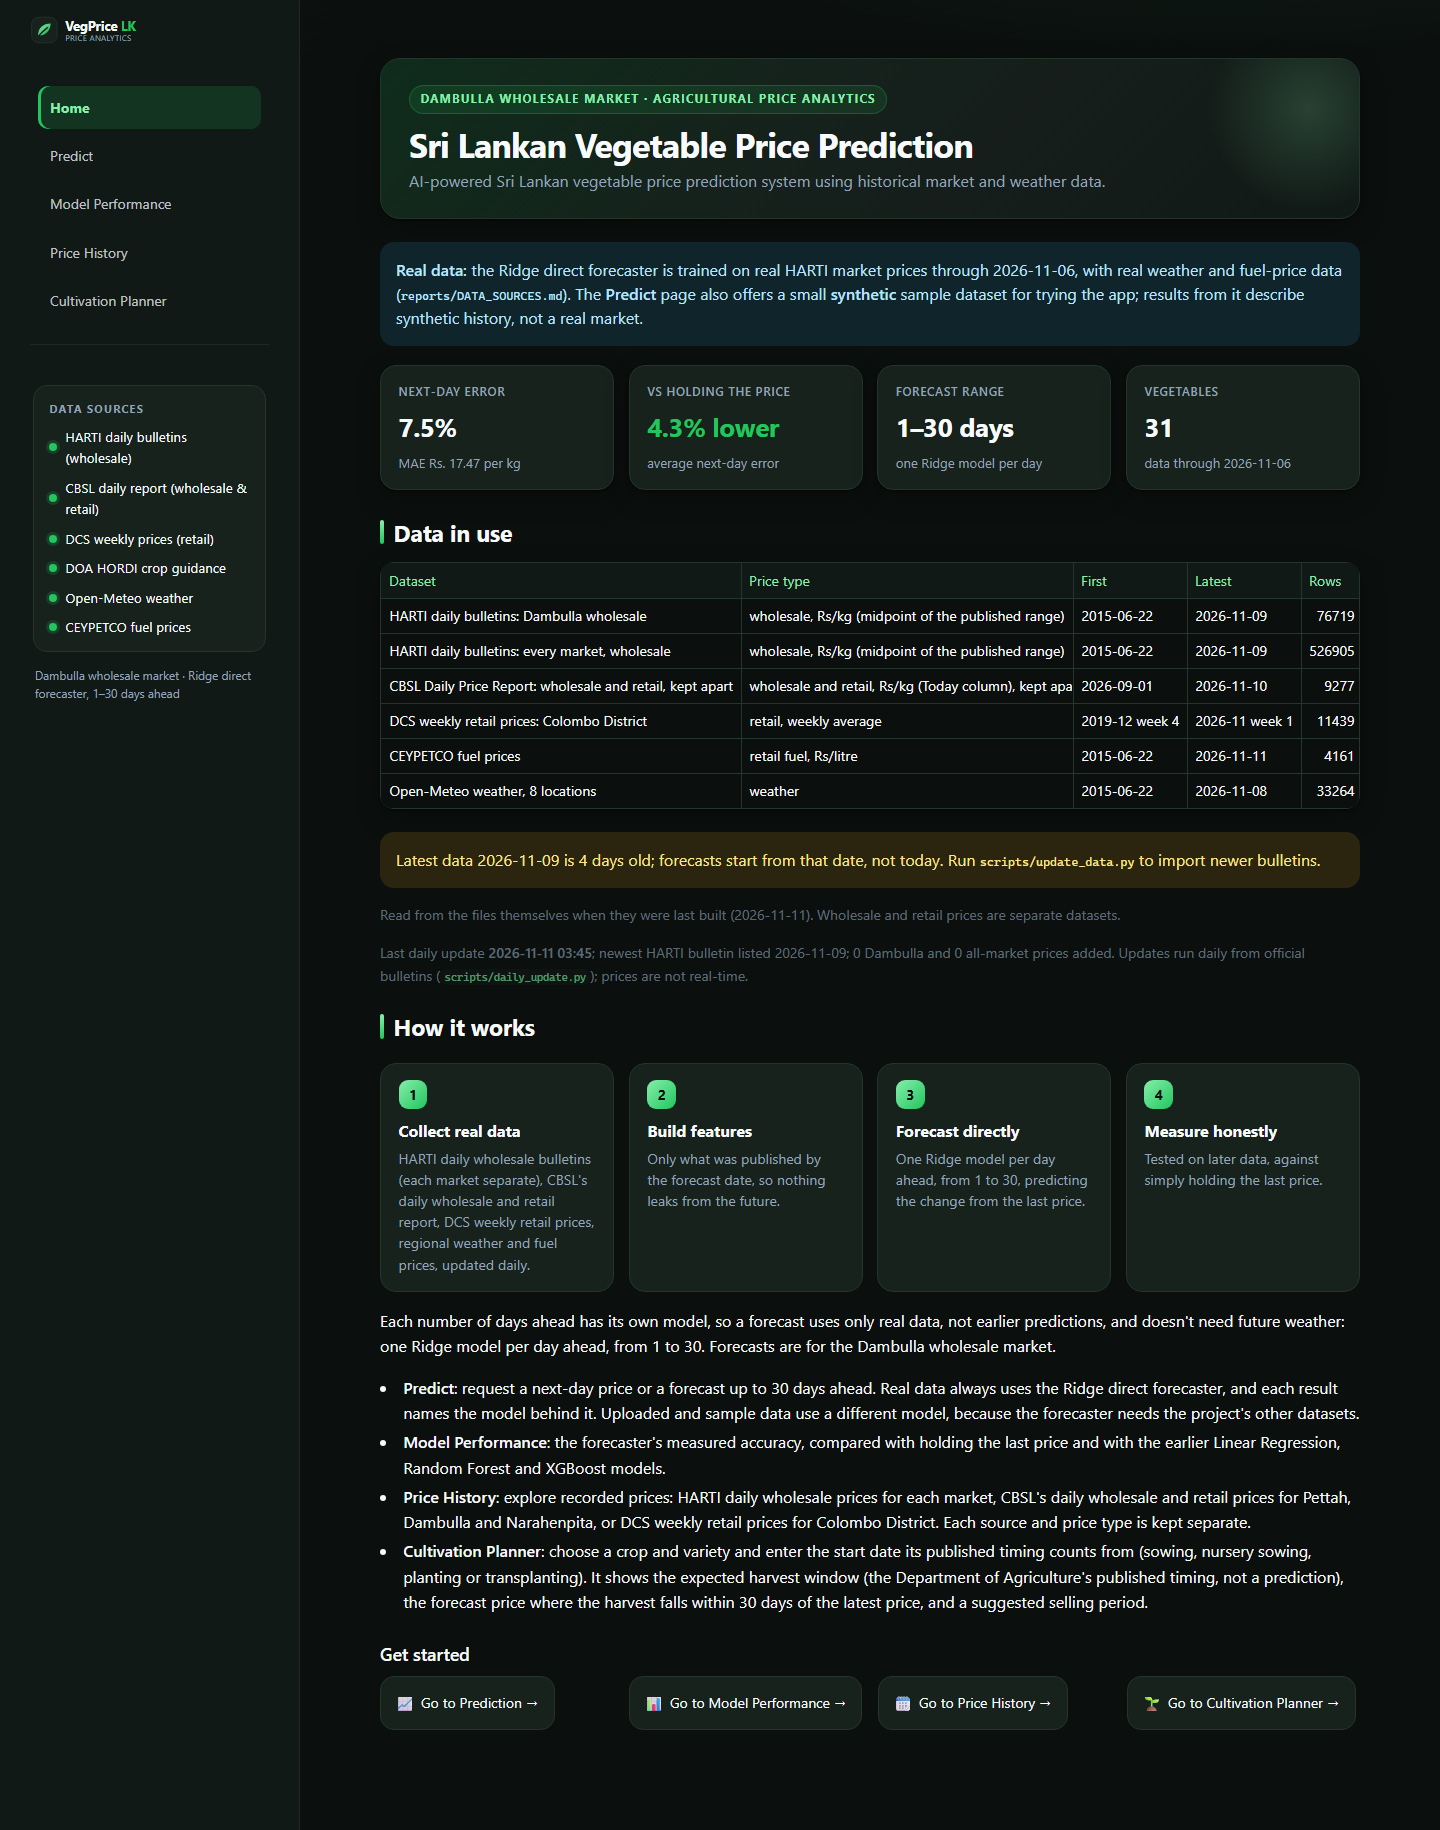 VegPrice LK
PRICE ANALYTICS
Home
Predict
Model Performance
Price History
Cultivation Planner
DATA SOURCES
HARTI daily bulletins
(wholesale)
CBSL daily report (wholesale &
retail)
DCS weekly prices (retail)
DOA HORDI crop guidance
Open-Meteo weather
CEYPETCO fuel prices
Dambulla wholesale market · Ridge direct
forecaster, 1–30 days ahead
DAMBULLA WHOLESALE MARKET · AGRICULTURAL PRICE ANALYTICS
Sri Lankan Vegetable Price Prediction
AI-powered Sri Lankan vegetable price prediction system using historical market and weather data.
Real data: the Ridge direct forecaster is trained on real HARTI market prices through 2026-11-06, with real weather and fuel-price data
(reports/DATA_SOURCES.md). The Predict page also offers a small synthetic sample dataset for trying the app; results from it describe
synthetic history, not a real market.
NEXT-DAY ERROR
7.5%
MAE Rs. 17.47 per kg
VS HOLDING THE PRICE
4.3% lower
average next-day error
FORECAST RANGE
1–30 days
one Ridge model per day
VEGETABLES
31
data through 2026-11-06
Data in use
Dataset Price type First Latest Rows
HARTI daily bulletins: Dambulla wholesale wholesale, Rs/kg (midpoint of the published range) 2015-06-22 2026-11-09 76719
HARTI daily bulletins: every market, wholesale wholesale, Rs/kg (midpoint of the published range) 2015-06-22 2026-11-09 526905
CBSL Daily Price Report: wholesale and retail, kept apart wholesale and retail, Rs/kg (Today column), kept apa 2026-09-01 2026-11-10 9277
DCS weekly retail prices: Colombo District retail, weekly average 2019-12 week 4 2026-11 week 1 11439
CEYPETCO fuel prices retail fuel, Rs/litre 2015-06-22 2026-11-11 4161
Open-Meteo weather, 8 locations weather 2015-06-22 2026-11-08 33264
Latest data 2026-11-09 is 4 days old; forecasts start from that date, not today. Run scripts/update_data.py to import newer bulletins.
Read from the files themselves when they were last built (2026-11-11). Wholesale and retail prices are separate datasets.
Last daily update 2026-11-11 03:45; newest HARTI bulletin listed 2026-11-09; 0 Dambulla and 0 all-market prices added. Updates run daily from official
bulletins ( scripts/daily_update.py ); prices are not real-time.
How it works
1
Collect real data
HARTI daily wholesale bulletins
(each market separate), CBSL's
daily wholesale and retail
report, DCS weekly retail prices,
regional weather and fuel
prices, updated daily.
2
Build features
Only what was published by
the forecast date, so nothing
leaks from the future.
3
Forecast directly
One Ridge model per day
ahead, from 1 to 30, predicting
the change from the last price.
4
Measure honestly
Tested on later data, against
simply holding the last price.
Each number of days ahead has its own model, so a forecast uses only real data, not earlier predictions, and doesn't need future weather:
one Ridge model per day ahead, from 1 to 30. Forecasts are for the Dambulla wholesale market.
• Predict: request a next-day price or a forecast up to 30 days ahead. Real data always uses the Ridge direct forecaster, and each result
names the model behind it. Uploaded and sample data use a different model, because the forecaster needs the project's other datasets.
• Model Performance: the forecaster's measured accuracy, compared with holding the last price and with the earlier Linear Regression,
Random Forest and XGBoost models.
• Price History: explore recorded prices: HARTI daily wholesale prices for each market, CBSL's daily wholesale and retail prices for Pettah,
Dambulla and Narahenpita, or DCS weekly retail prices for Colombo District. Each source and price type is kept separate.
• Cultivation Planner: choose a crop and variety and enter the start date its published timing counts from (sowing, nursery sowing,
planting or transplanting). It shows the expected harvest window (the Department of Agriculture's published timing, not a prediction),
the forecast price where the harvest falls within 30 days of the latest price, and a suggested selling period.
Get started
Go to Prediction →
Go to Model Performance →
Go to Price History →
Go to Cultivation Planner →